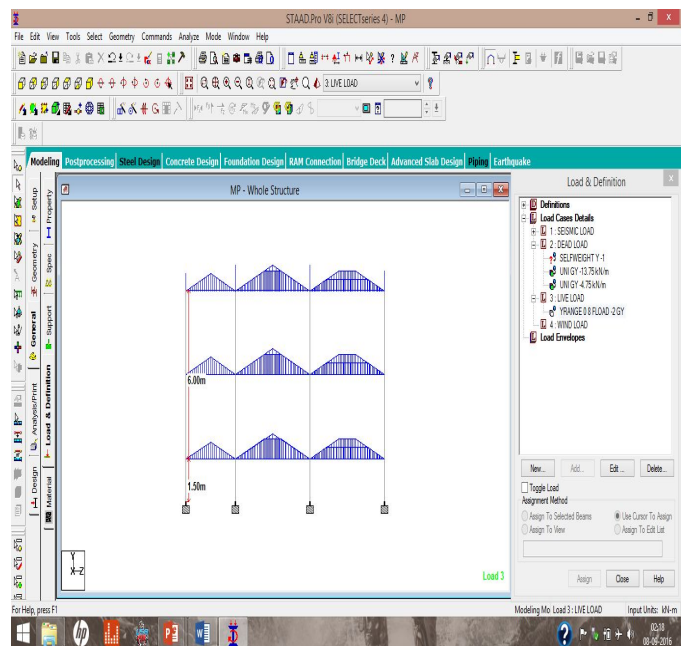 STAAD.Pro V8i (SELECTseries 4) - MP
File Edit View Tools Select Geometry Commands Analyze Mode Window Help
3: LIVE LOAD
Modeling Postprocessing Steel Design Concrete Design Foundation Design RAM Connection Bridge Deck Advanced Slab Design Piping Earthquake
Setup
Geometry
General
Analysis/Print
Design
Property
Spec
Support
Load & Definition
Material
MP - Whole Structure
6.00m
1.50m
Y
X Z
Load 3
Load & Definition
Definitions
Load Cases Details
1 : SEISMIC LOAD
2 : DEAD LOAD
SELFWEIGHT Y -1
UNI GY -13.75 kN/m
UNI GY -4.75 kN/m
3 : LIVE LOAD
YRANGE 0 8 FLOAD -2 GY
4 : WIND LOAD
Load Envelopes
New... Add... Edit ... Delete...
Toggle Load
Assignment Method
Assign To Selected Beams Use Cursor To Assign
Assign To View Assign To Edit List
Assign Close Help
For Help, press F1 Modeling Mo Load 3 : LIVE LOAD Input Units: kN-m
02:18
08-09-2016